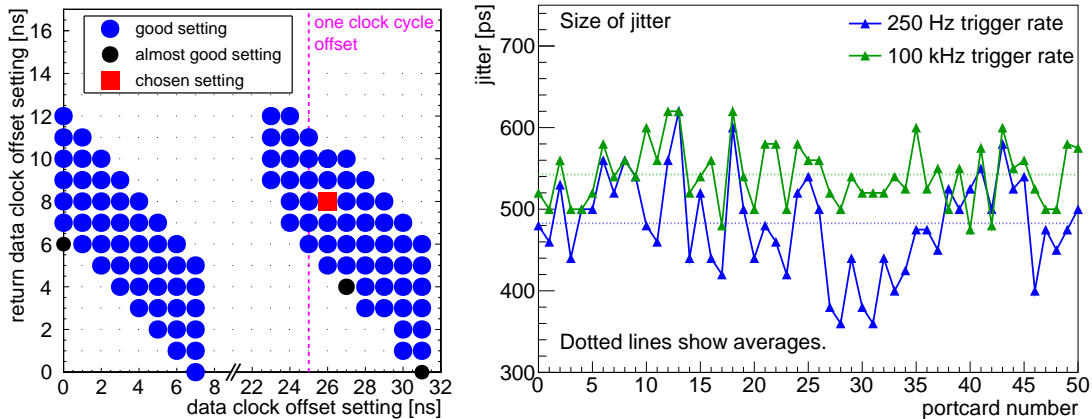 return data clock offset setting [ns]
16
14
12
10
8
6
4
2
0
good setting
almost good setting
chosen setting
one clock cycle
offset
0 2 4 6 8 22 24 26 28 30 32
data clock offset setting [ns]
jitter [ps]
700
600
500
400
300
Size of jitter
250 Hz trigger rate
100 kHz trigger rate
Dotted lines show averages.
0 5 10 15 20 25 30 35 40 45 50
portcard number